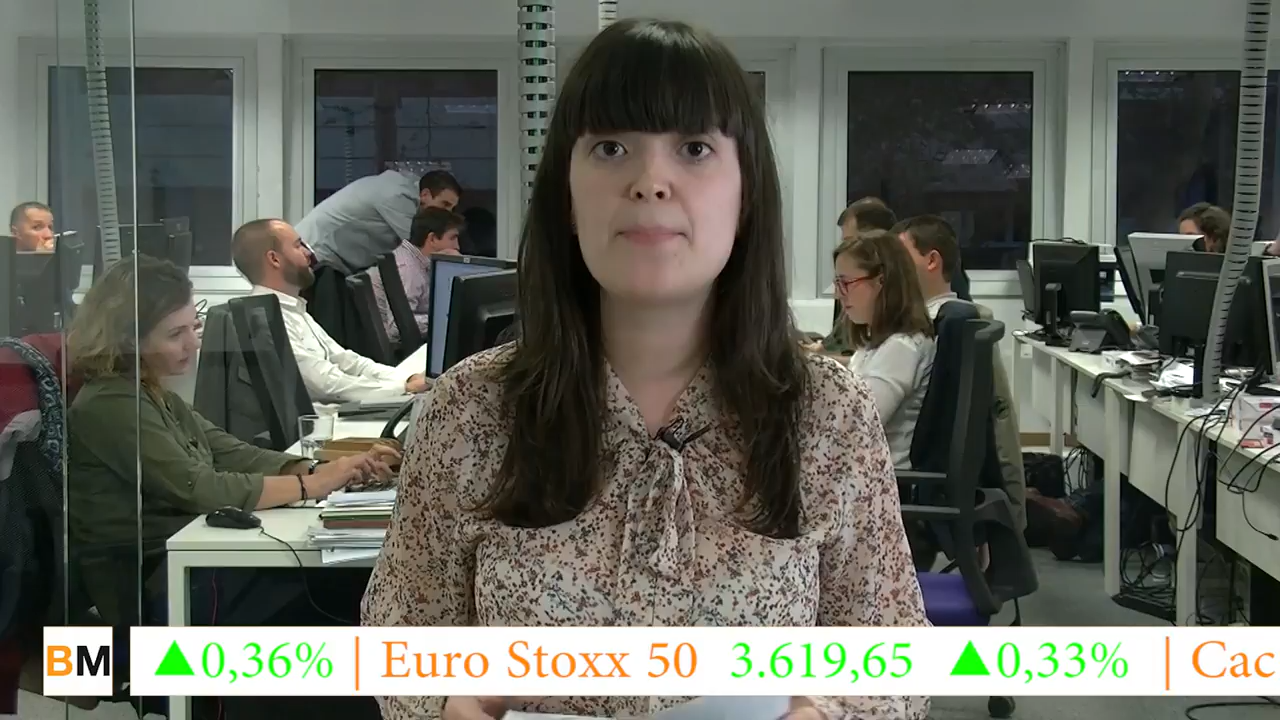 BM ▲0,36% | Euro Stoxx 50 3.619,65 ▲0,33% | Cac